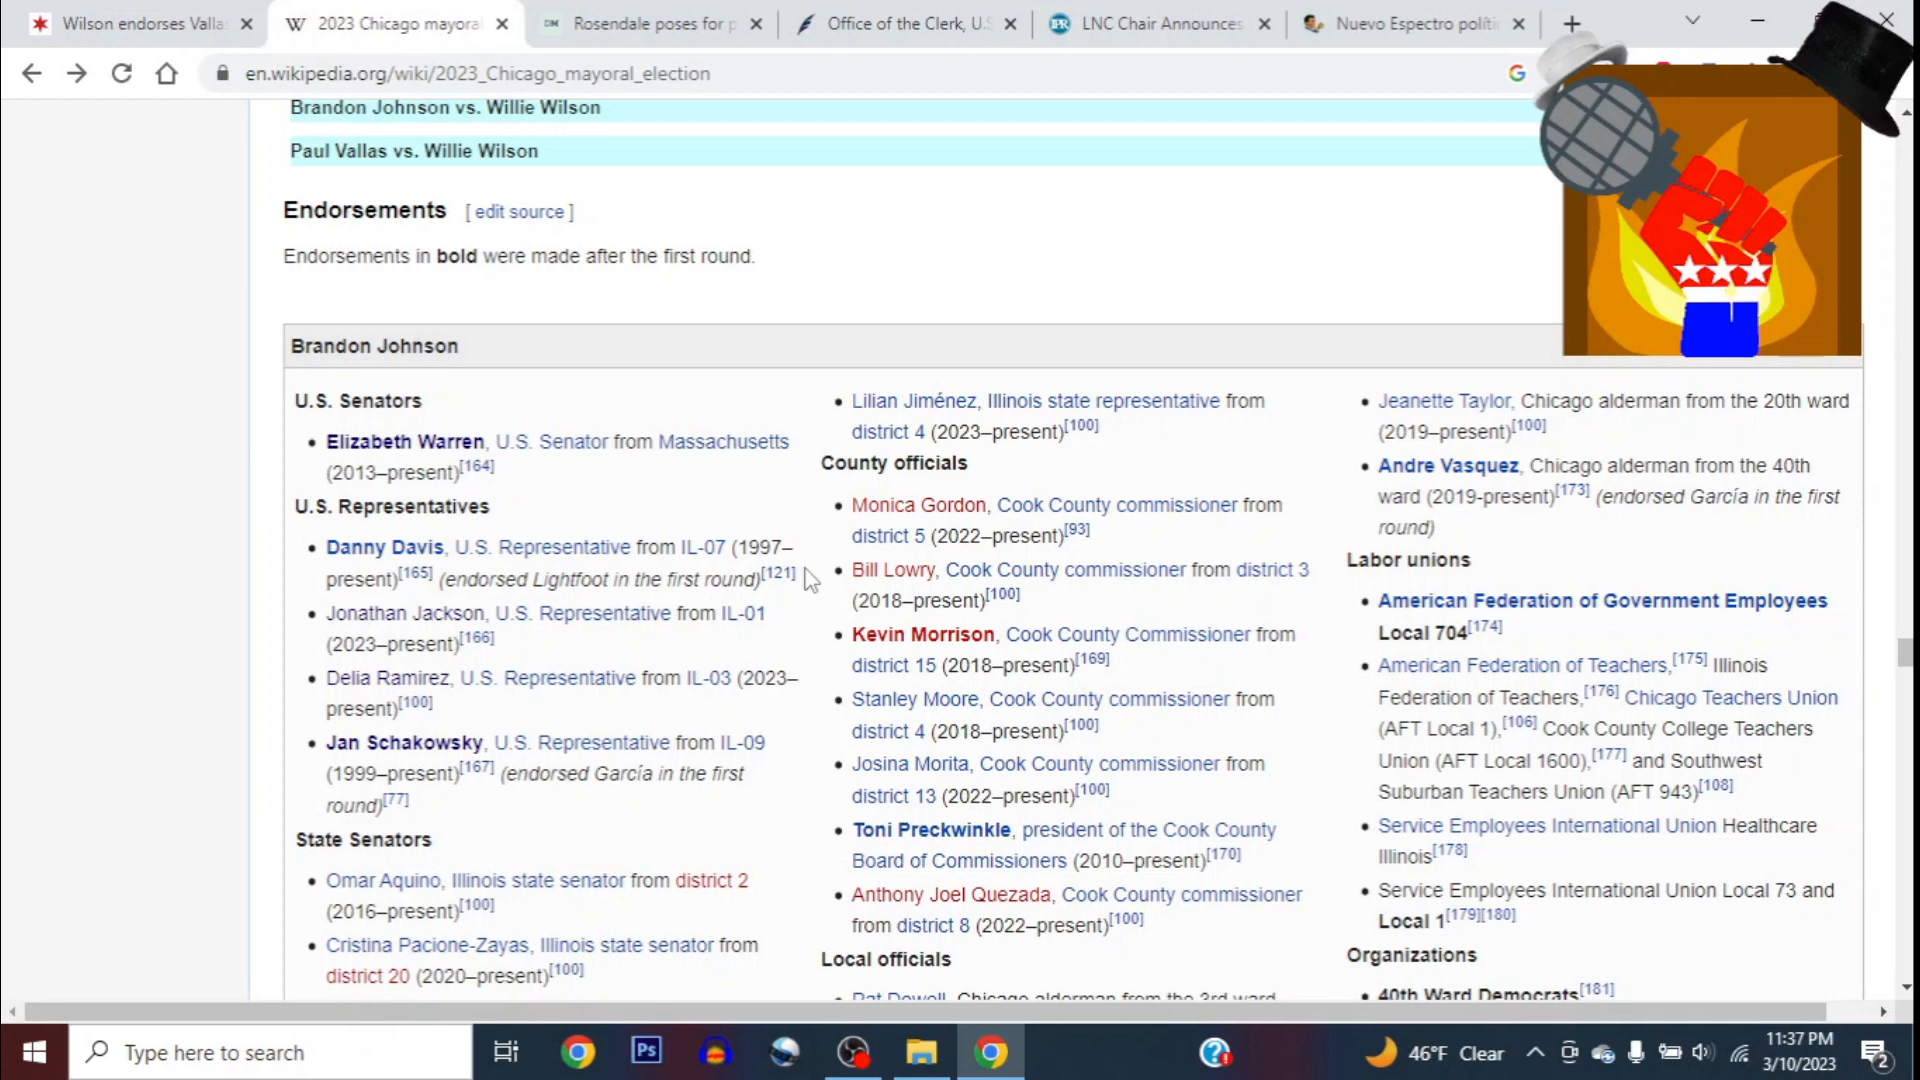 Wilson endorses Valla
2023 Chicago mayoral
DM
Rosendale poses for p
Office of the Clerk, U.S
IPR
LNC Chair Announces
Nuevo Espectro políti
en.wikipedia.org/wiki/2023_Chicago_mayoral_election
Brandon Johnson vs. Willie Wilson
Paul Vallas vs. Willie Wilson
Endorsements [ edit source ]
Endorsements in bold were made after the first round.
Brandon Johnson
U.S. Senators
Elizabeth Warren, U.S. Senator from Massachusetts
(2013–present)[164]
U.S. Representatives
Danny Davis, U.S. Representative from IL-07 (1997–
present)[165] (endorsed Lightfoot in the first round)[121]
Jonathan Jackson, U.S. Representative from IL-01
(2023–present)[166]
Delia Ramirez, U.S. Representative from IL-03 (2023–
present)[100]
Jan Schakowsky, U.S. Representative from IL-09
(1999–present)[167] (endorsed García in the first
round)[77]
State Senators
Omar Aquino, Illinois state senator from district 2
(2016–present)[100]
Cristina Pacione-Zayas, Illinois state senator from
district 20 (2020–present)[100]
Lilian Jiménez, Illinois state representative from
district 4 (2023–present)[100]
County officials
Monica Gordon, Cook County commissioner from
district 5 (2022–present)[93]
Bill Lowry, Cook County commissioner from district 3
(2018–present)[100]
Kevin Morrison, Cook County Commissioner from
district 15 (2018–present)[169]
Stanley Moore, Cook County commissioner from
district 4 (2018–present)[100]
Josina Morita, Cook County commissioner from
district 13 (2022–present)[100]
Toni Preckwinkle, president of the Cook County
Board of Commissioners (2010–present)[170]
Anthony Joel Quezada, Cook County commissioner
from district 8 (2022–present)[100]
Local officials
Pat Dowell, Chicago alderman from the 3rd ward
Jeanette Taylor, Chicago alderman from the 20th ward
(2019–present)[100]
Andre Vasquez, Chicago alderman from the 40th
ward (2019-present)[173] (endorsed García in the first
round)
Labor unions
American Federation of Government Employees
Local 704[174]
American Federation of Teachers,[175] Illinois
Federation of Teachers,[176] Chicago Teachers Union
(AFT Local 1),[106] Cook County College Teachers
Union (AFT Local 1600),[177] and Southwest
Suburban Teachers Union (AFT 943)[108]
Service Employees International Union Healthcare
Illinois[178]
Service Employees International Union Local 73 and
Local 1[179][180]
Organizations
40th Ward Democrats[181]
Type here to search
Ps
46°F Clear
11:37 PM
3/10/2023
2